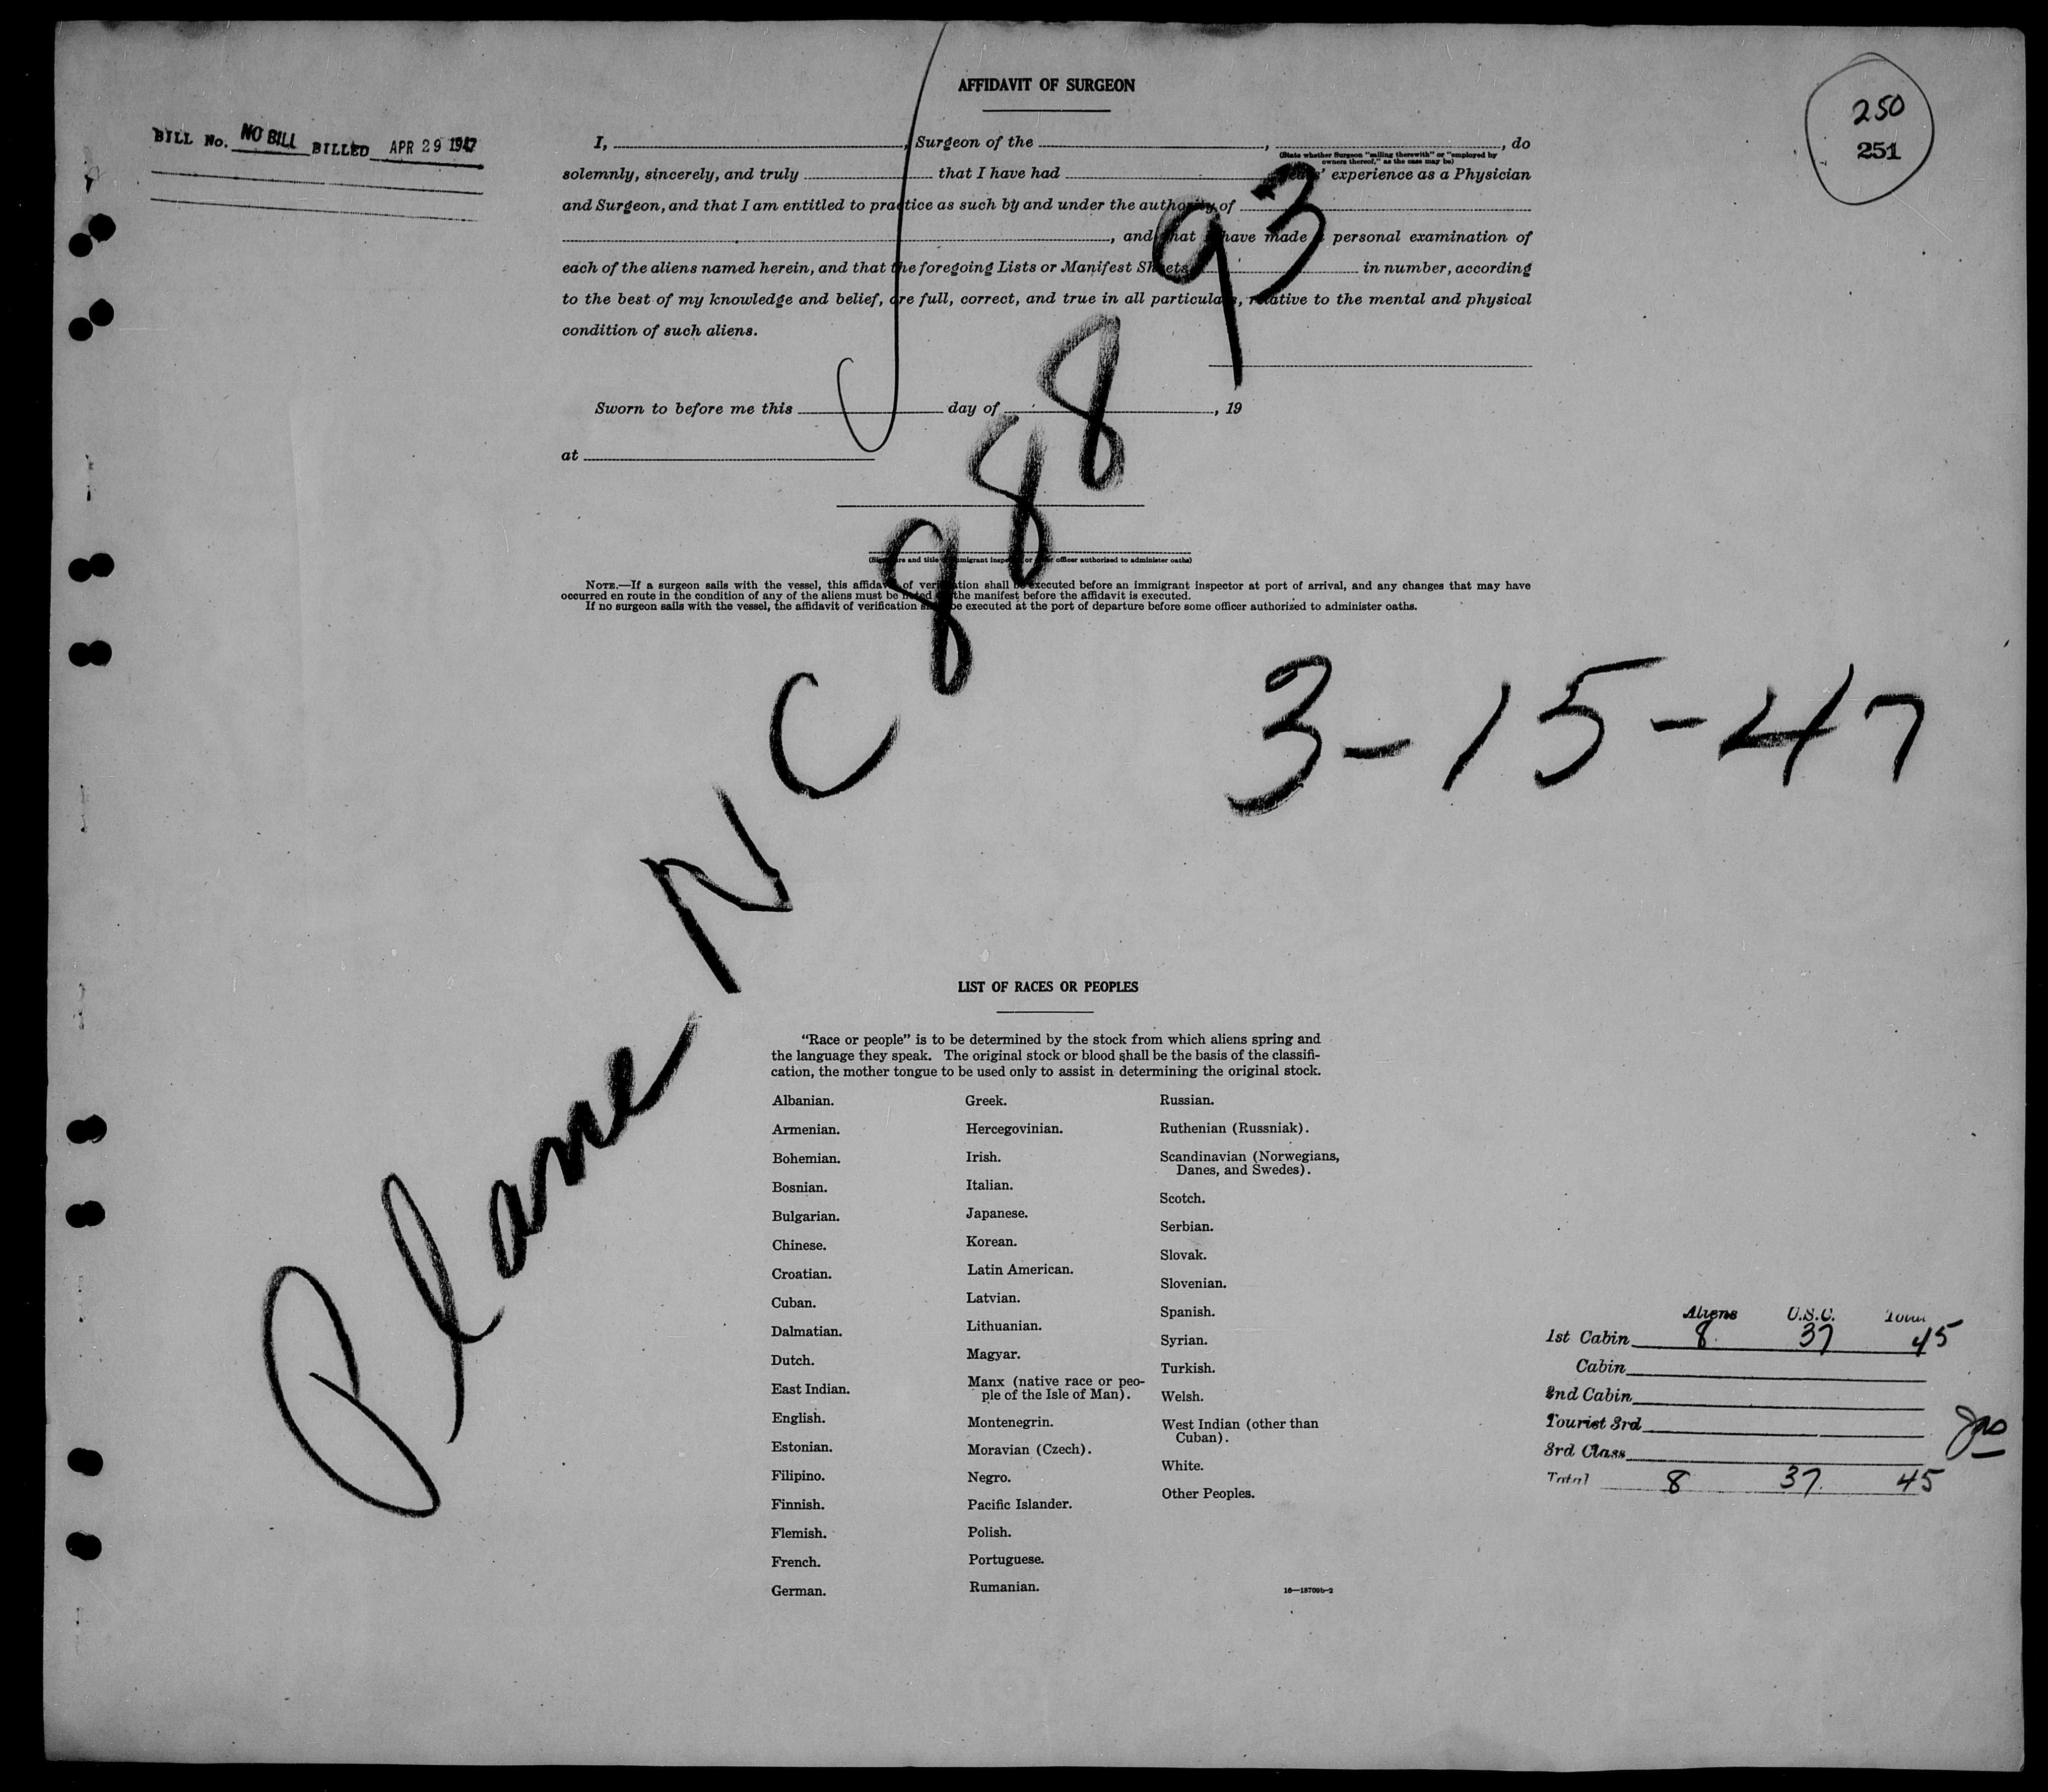 AFFIDAVIT OF SURGEON
250
251
BILL No. NO BILL BILLED APR 29 1947
I, , Surgeon of the , , do
(State whether Surgeon "sailing therewith" or "employed by
owners thereof," as the case may be)
solemnly, sincerely, and truly that I have had years' experience as a Physician
and Surgeon, and that I am entitled to practice as such by and under the authority of
, and that I have made a personal examination of
each of the aliens named herein, and that the foregoing Lists or Manifest Sheets, in number, according
to the best of my knowledge and belief, are full, correct, and true in all particulars, relative to the mental and physical
condition of such aliens.
Sworn to before me this day of , 19
at
(Signature and title of immigrant inspector or other officer authorized to administer oaths)
NOTE.—If a surgeon sails with the vessel, this affidavit of verification shall be executed before an immigrant inspector at port of arrival, and any changes that may have
occurred en route in the condition of any of the aliens must be noted on the manifest before the affidavit is executed.
If no surgeon sails with the vessel, the affidavit of verification shall be executed at the port of departure before some officer authorized to administer oaths.
Plane NC 88893
3-15-47
LIST OF RACES OR PEOPLES
"Race or people" is to be determined by the stock from which aliens spring and
the language they speak. The original stock or blood shall be the basis of the classifi-
cation, the mother tongue to be used only to assist in determining the original stock.
Albanian.
Armenian.
Bohemian.
Bosnian.
Bulgarian.
Chinese.
Croatian.
Cuban.
Dalmatian.
Dutch.
East Indian.
English.
Estonian.
Filipino.
Finnish.
Flemish.
French.
German.
Greek.
Hercegovinian.
Irish.
Italian.
Japanese.
Korean.
Latin American.
Latvian.
Lithuanian.
Magyar.
Manx (native race or peo-
ple of the Isle of Man).
Montenegrin.
Moravian (Czech).
Negro.
Pacific Islander.
Polish.
Portuguese.
Rumanian.
Russian.
Ruthenian (Russniak).
Scandinavian (Norwegians,
Danes, and Swedes).
Scotch.
Serbian.
Slovak.
Slovenian.
Spanish.
Syrian.
Turkish.
Welsh.
West Indian (other than
Cuban).
White.
Other Peoples.
16—18709b-2
Aliens U.S.C. Total
1st Cabin 8 37 45
Cabin
2nd Cabin
Tourist 3rd
3rd Class
Total 8 37 45